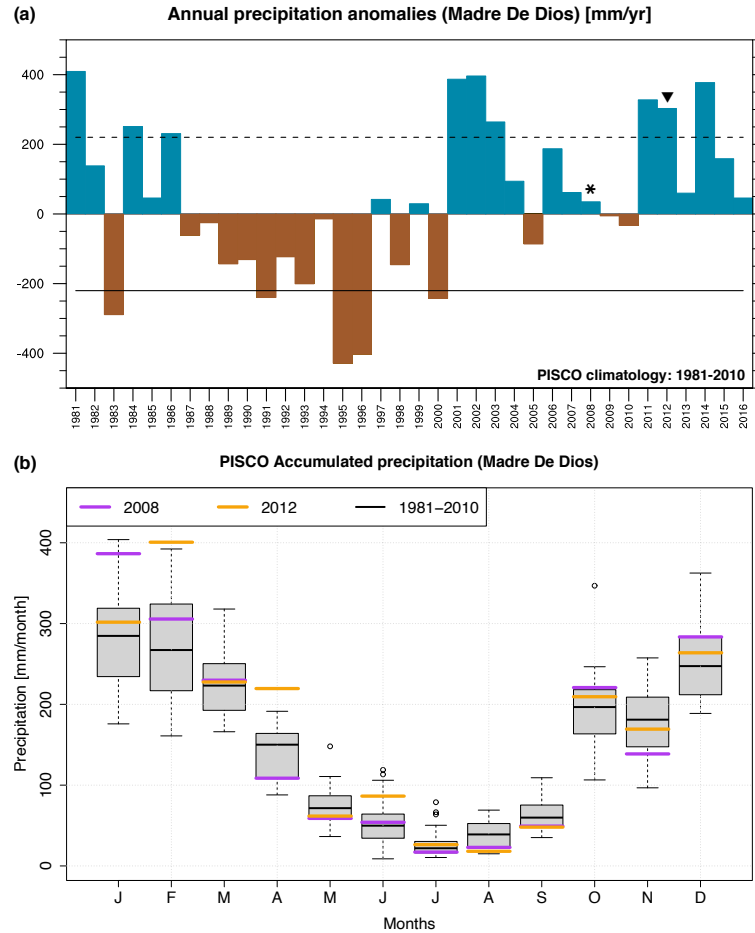 (a) Annual precipitation anomalies (Madre De Dios) [mm/yr]
400
200
0
-200
-400
PISCO climatology: 1981-2010
1981 1982 1983 1984 1985 1986 1987 1988 1989 1990 1991 1992 1993 1994 1995 1996 1997 1998 1999 2000 2001 2002 2003 2004 2005 2006 2007 2008 2009 2010 2011 2012 2013 2014 2015 2016
(b) PISCO Accumulated precipitation (Madre De Dios)
2008 2012 1981−2010
Precipitation [mm/month]
400
300
200
100
0
J F M A M J J A S O N D
Months